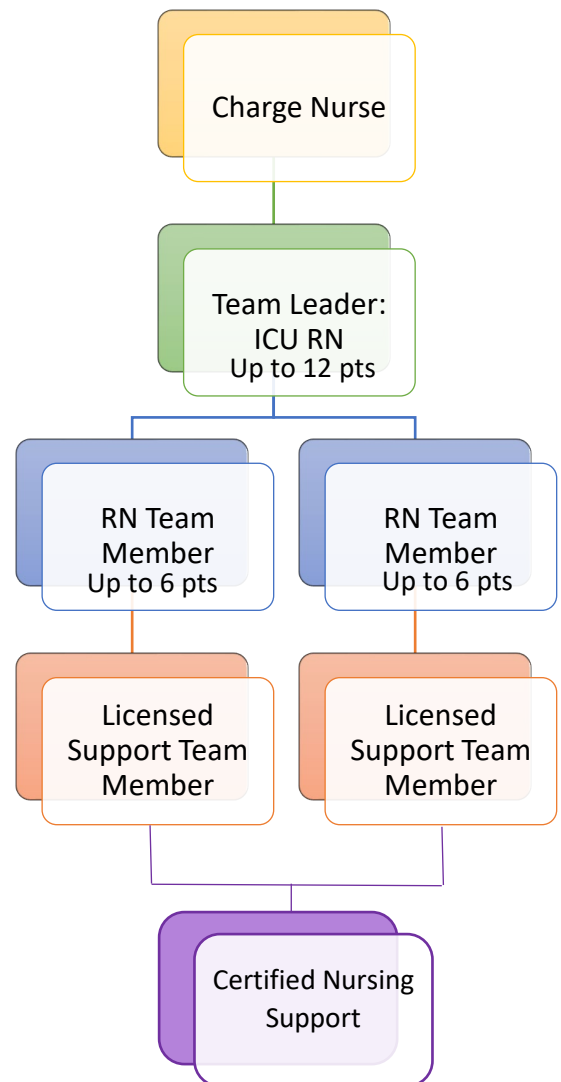 Charge Nurse
Team Leader:
ICU RN
Up to 12 pts
RN Team
Member
Up to 6 pts
RN Team
Member
Up to 6 pts
Licensed
Support Team
Member
Licensed
Support Team
Member
Certified Nursing
Support